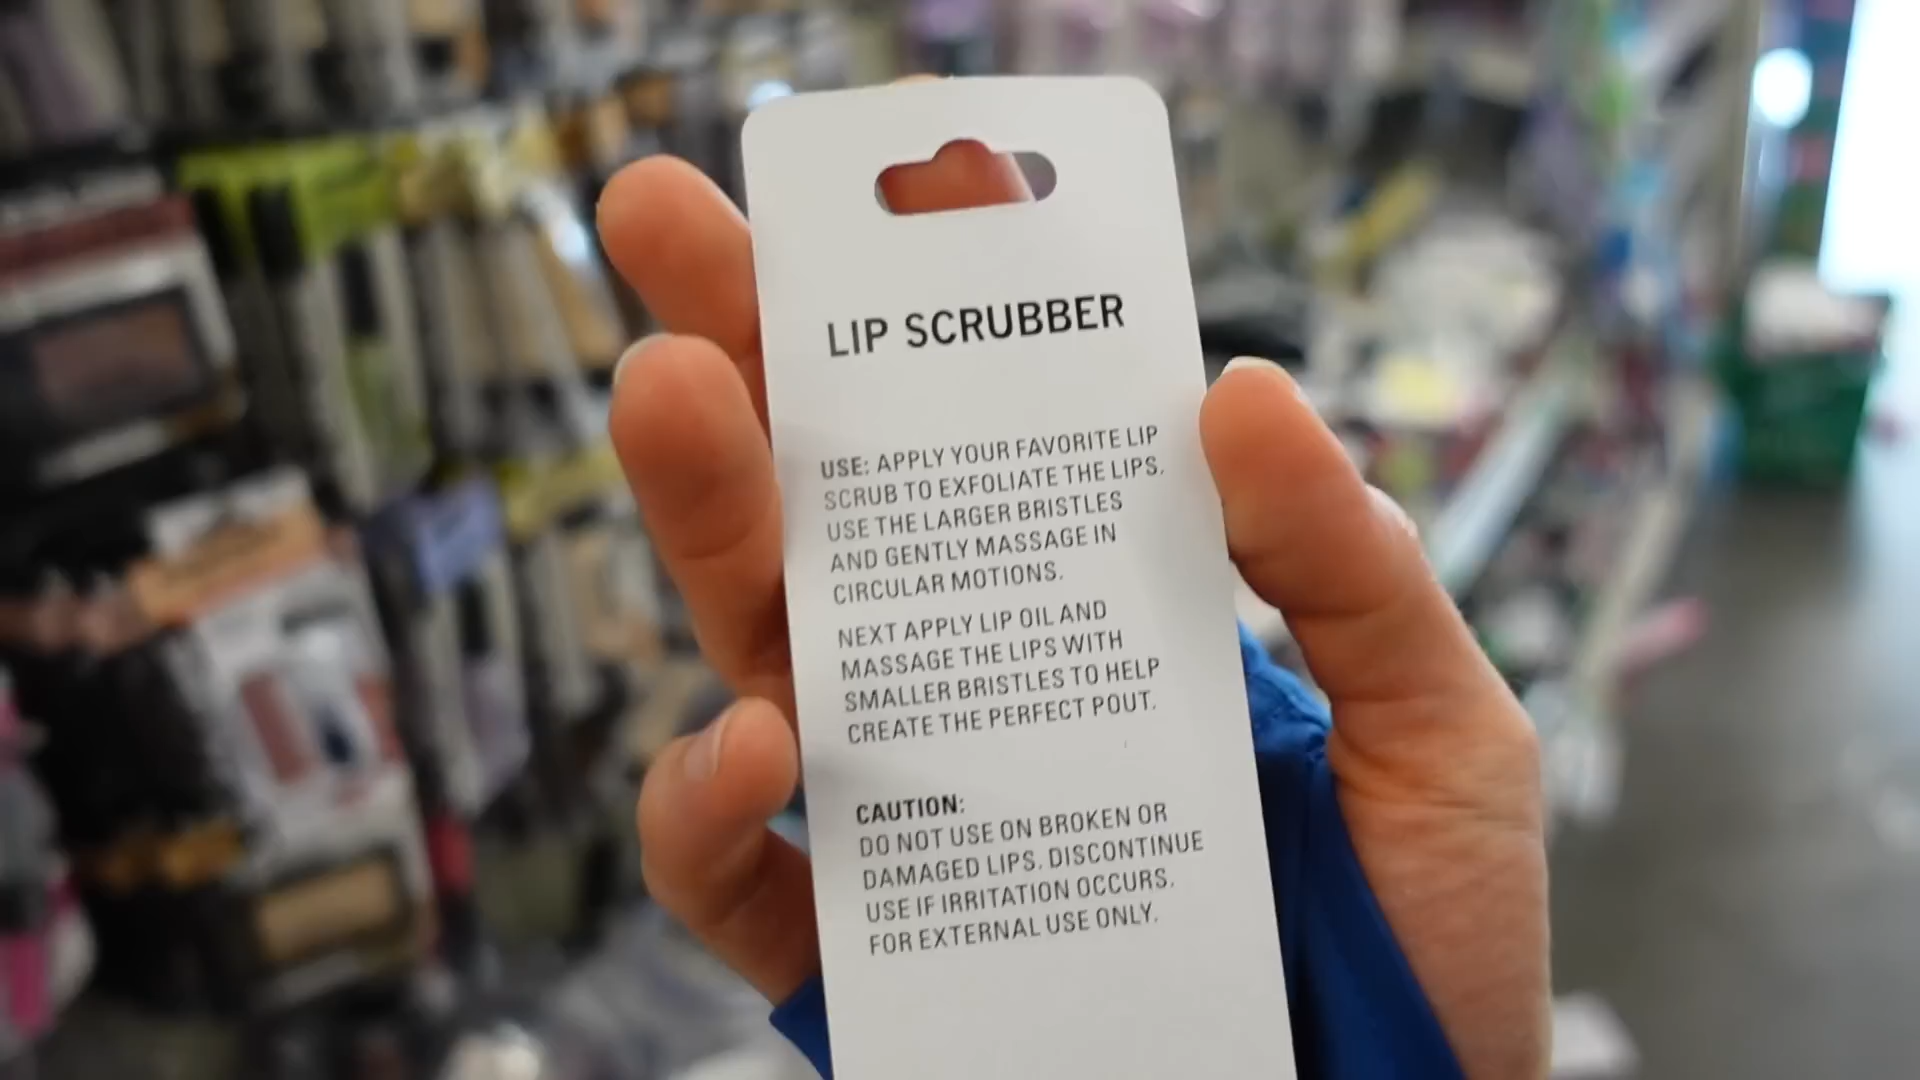 LIP SCRUBBER
USE: APPLY YOUR FAVORITE LIP
SCRUB TO EXFOLIATE THE LIPS.
USE THE LARGER BRISTLES
AND GENTLY MASSAGE IN
CIRCULAR MOTIONS.
NEXT APPLY LIP OIL AND
MASSAGE THE LIPS WITH
SMALLER BRISTLES TO HELP
CREATE THE PERFECT POUT.
CAUTION:
DO NOT USE ON BROKEN OR
DAMAGED LIPS. DISCONTINUE
USE IF IRRITATION OCCURS.
FOR EXTERNAL USE ONLY.